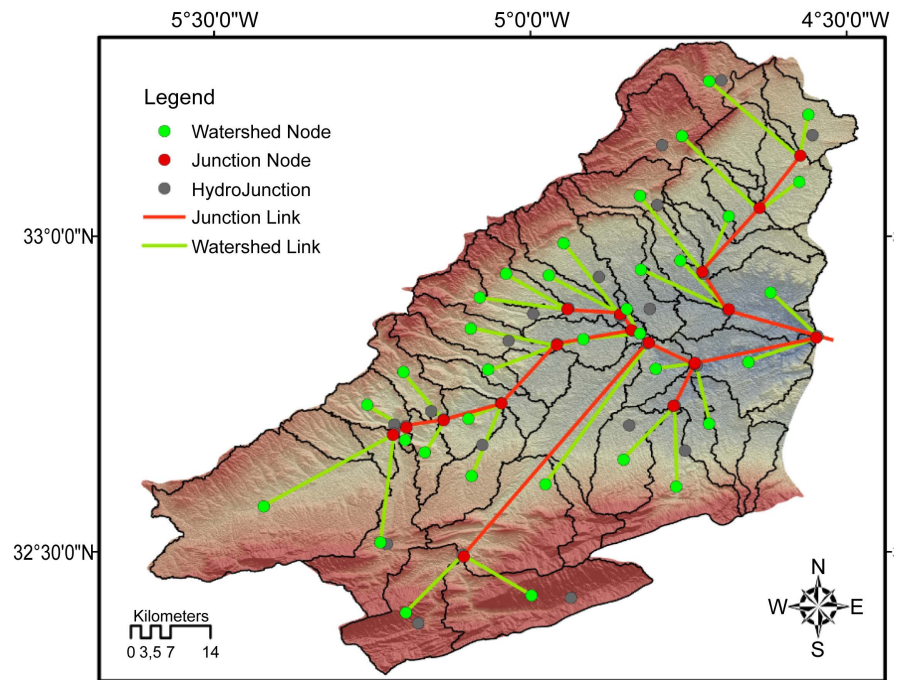 5°30'0"W 5°00'0"W 4°30'0"W
Legend
Watershed Node
Junction Node
HydroJunction
Junction Link
Watershed Link
33°0'0"N
32°30'0"N
N
W E
S
Kilometers
0 3,5 7 14